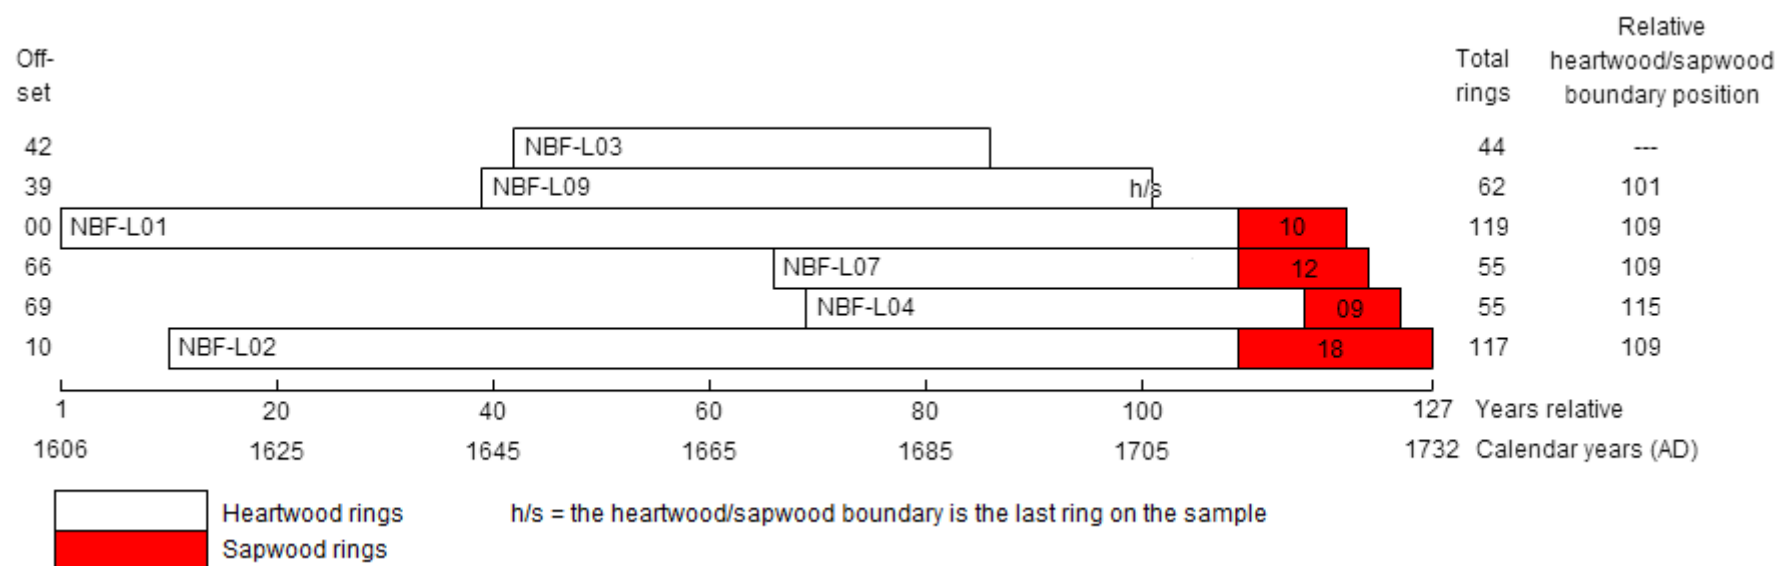 Off-
set
Total
rings
Relative
heartwood/sapwood
boundary position
42 NBF-L03 44 ---
39 NBF-L09 h/s 62 101
00 NBF-L01 10 119 109
66 NBF-L07 12 55 109
69 NBF-L04 09 55 115
10 NBF-L02 18 117 109
1 20 40 60 80 100 127 Years relative
1606 1625 1645 1665 1685 1705 1732 Calendar years (AD)
Heartwood rings h/s = the heartwood/sapwood boundary is the last ring on the sample
Sapwood rings